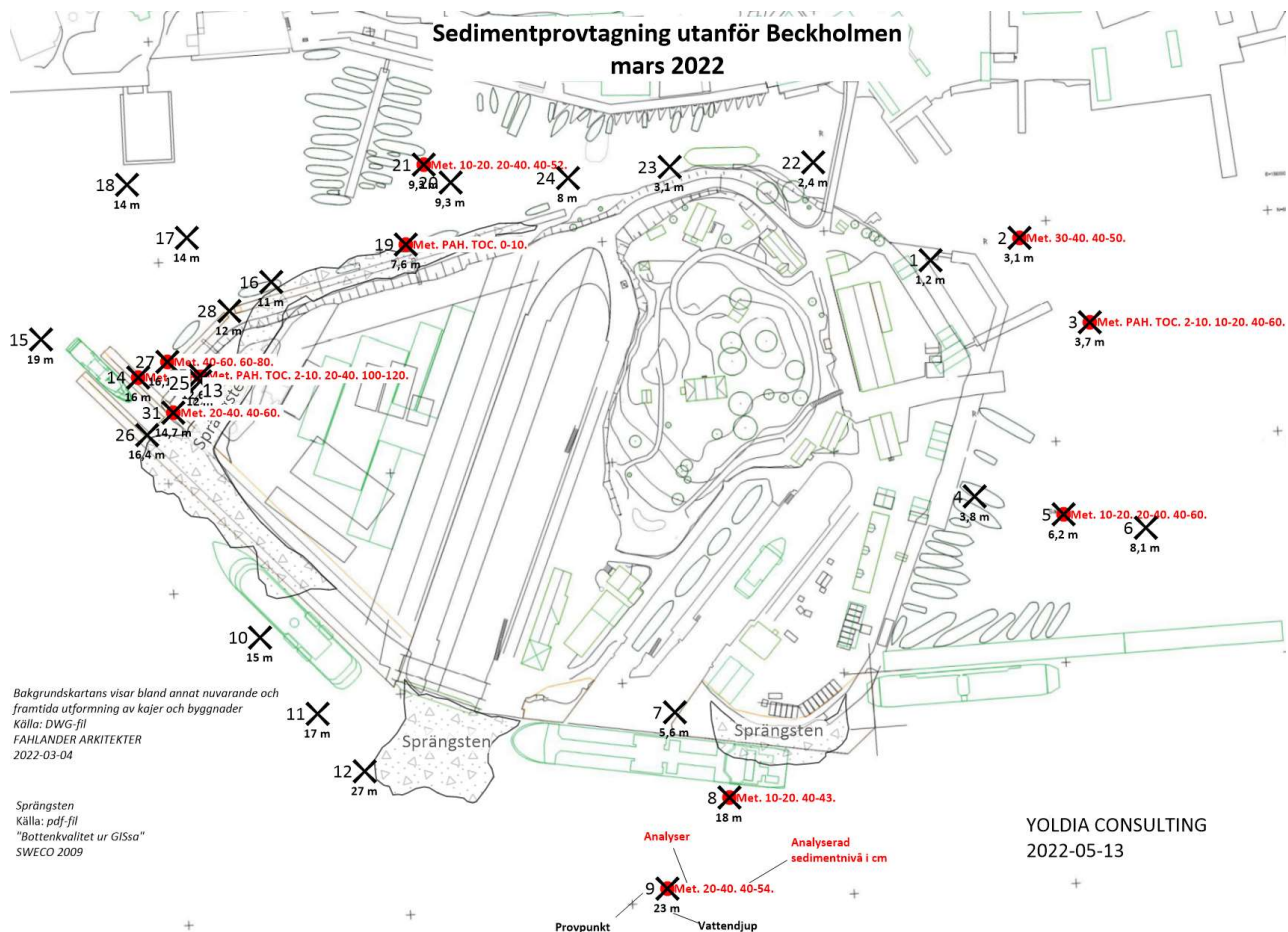 Sedimentprovtagning utanför Beckholmen
mars 2022
21 Met. 10-20. 20-40. 40-52.
20
9,3 m
24
8 m
23
3,1 m
22
2,4 m
18
14 m
17
14 m
19 Met. PAH. TOC. 0-10.
7,6 m
16
11 m
28
12 m
15
19 m
1
1,2 m
2 Met. 30-40. 40-50.
3,1 m
3 Met. PAH. TOC. 2-10. 10-20. 40-60.
3,7 m
27 Met. 40-60. 60-80.
14 Met.
16 m
25 13 Met. PAH. TOC. 2-10. 20-40. 100-120.
31 Met. 20-40. 40-60.
14,7 m
26
16,4 m
Sprängsten
4
3,8 m
5 Met. 10-20. 20-40. 40-60.
6,2 m
6
8,1 m
10
15 m
11
17 m
12
27 m
Sprängsten
7
5,6 m
Sprängsten
8 Met. 10-20. 40-43.
18 m
Bakgrundskartans visar bland annat nuvarande och
framtida utformning av kajer och byggnader
Källa: DWG-fil
FAHLANDER ARKITEKTER
2022-03-04
Sprängsten
Källa: pdf-fil
"Bottenkvalitet ur GISsa"
SWECO 2009
Analyser
Analyserad
sedimentnivå i cm
9 Met. 20-40. 40-54.
23 m
Provpunkt
Vattendjup
YOLDIA CONSULTING
2022-05-13